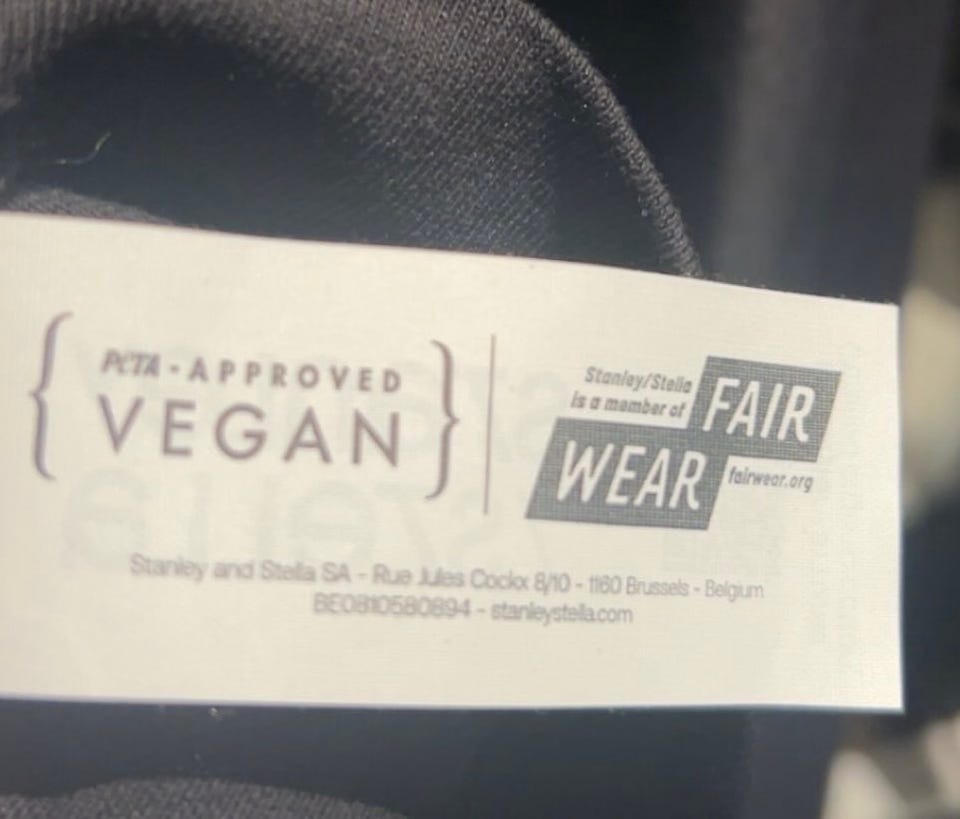 PETA - APPROVED
VEGAN
Stanley/Stella
is a member of
FAIR
WEAR
fairwear.org
Stanley and Stella SA - Rue Jules Cockx 8/10 - 1160 Brussels - Belgium
BE0810580894 - stanleystella.com